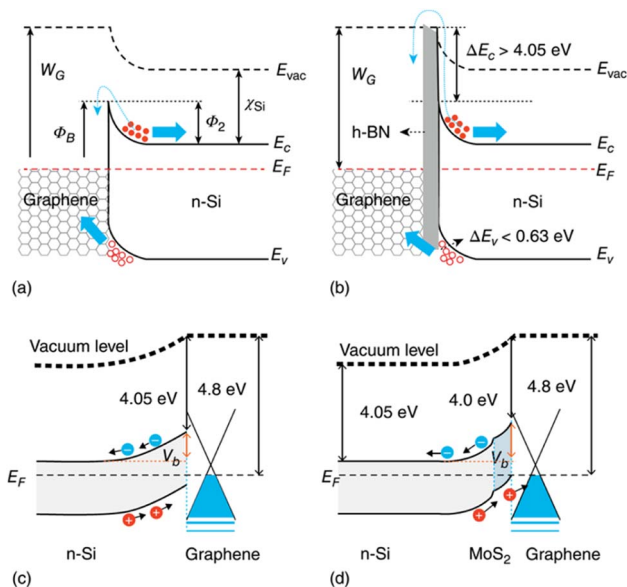 W_G
E_vac
χ_Si
Φ_B
Φ_2
E_c
E_F
Graphene
n-Si
E_v
(a)
ΔE_c > 4.05 eV
W_G
E_vac
h-BN
E_c
E_F
Graphene
n-Si
ΔE_v < 0.63 eV
(b)
Vacuum level
4.05 eV
4.8 eV
−
−
V_b
E_F
+
+
n-Si
Graphene
(c)
Vacuum level
4.05 eV
4.0 eV
4.8 eV
−
−
V_b
E_F
+
+
n-Si
MoS₂
Graphene
(d)